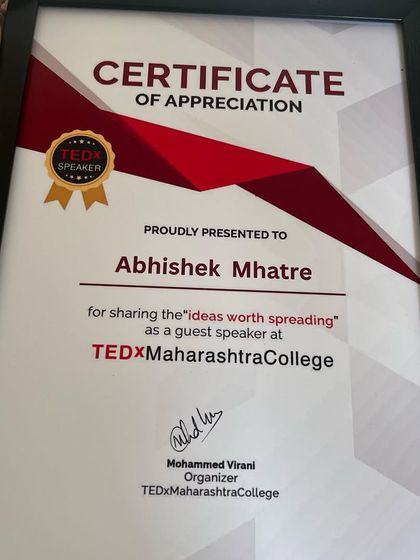 CERTIFICATE
OF APPRECIATION
TEDx
SPEAKER
PROUDLY PRESENTED TO
Abhishek Mhatre
for sharing the"ideas worth spreading"
as a guest speaker at
TEDxMaharashtraCollege
Mohammed Virani
Organizer
TEDxMaharashtraCollege